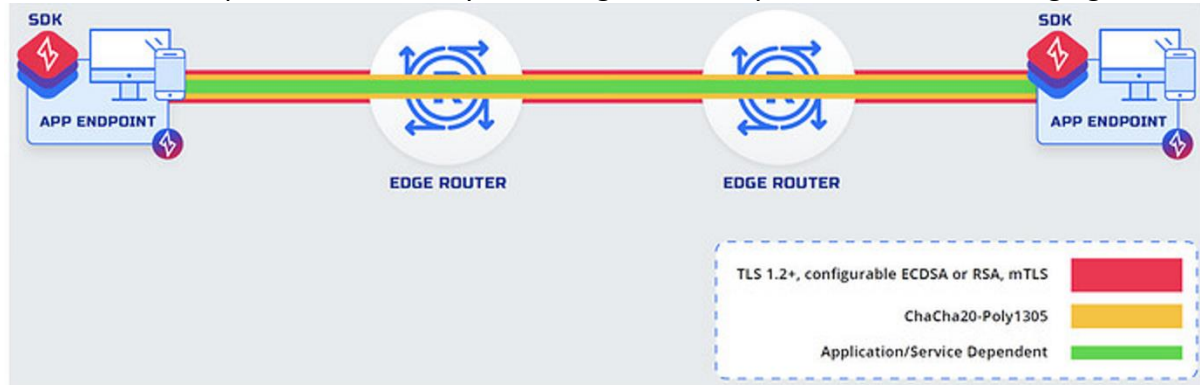 SDK
SDK
APP ENDPOINT
APP ENDPOINT
R
R
EDGE ROUTER
EDGE ROUTER
TLS 1.2+, configurable ECDSA or RSA, mTLS
ChaCha20-Poly1305
Application/Service Dependent